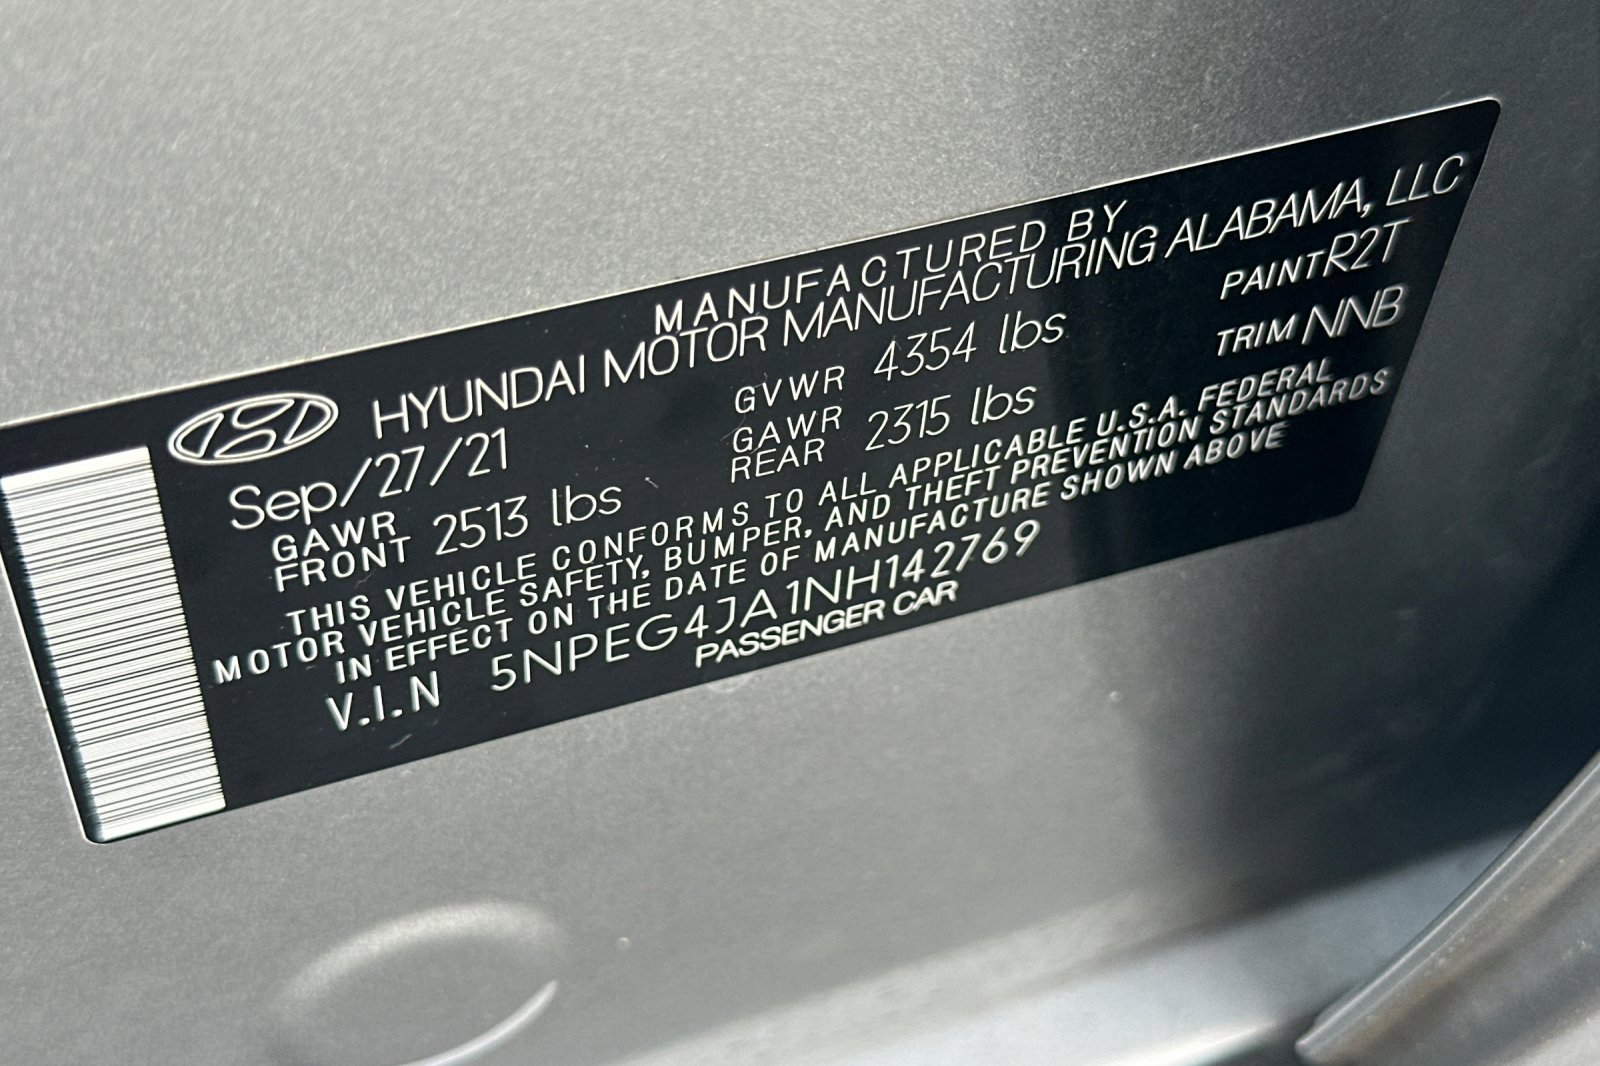 MANUFACTURED BY
HYUNDAI MOTOR MANUFACTURING ALABAMA, LLC
Sep/27/21 GVWR 4354 lbs PAINT R2T
GAWR FRONT 2513 lbs GAWR REAR 2315 lbs TRIM NNB
THIS VEHICLE CONFORMS TO ALL APPLICABLE U.S.A. FEDERAL
MOTOR VEHICLE SAFETY, BUMPER, AND THEFT PREVENTION STANDARDS
IN EFFECT ON THE DATE OF MANUFACTURE SHOWN ABOVE
V.I.N 5NPEG4JA1NH142769
PASSENGER CAR